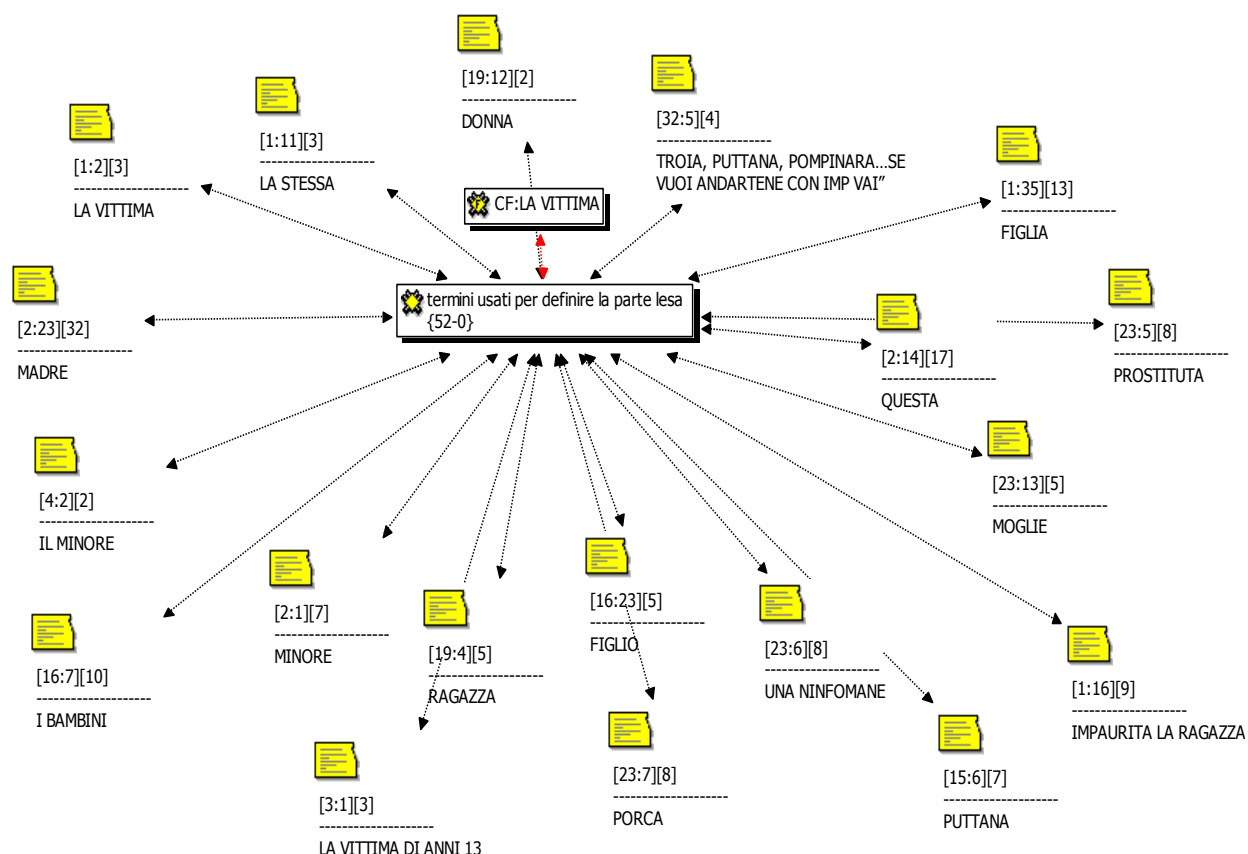 [19:12][2]
----------------------
DONNA
[32:5][4]
----------------------
TROIA, PUTTANA, POMPINARA...SE
VUOI ANDARTENE CON IMP VAI”
[1:11][3]
----------------------
LA STESSA
[1:2][3]
----------------------
LA VITTIMA
[1:35][13]
----------------------
FIGLIA
CF:LA VITTIMA
termini usati per definire la parte lesa
{52-0}
[2:23][32]
----------------------
MADRE
[2:14][17]
----------------------
QUESTA
[23:5][8]
----------------------
PROSTITUTA
[4:2][2]
----------------------
IL MINORE
[23:13][5]
----------------------
MOGLIE
[2:1][7]
----------------------
MINORE
[19:4][5]
----------------------
RAGAZZA
[16:23][5]
----------------------
FIGLIO
[23:6][8]
----------------------
UNA NINFOMANE
[16:7][10]
----------------------
I BAMBINI
[1:16][9]
----------------------
IMPAURITA LA RAGAZZA
[3:1][3]
----------------------
LA VITTIMA DI ANNI 13
[23:7][8]
----------------------
PORCA
[15:6][7]
----------------------
PUTTANA